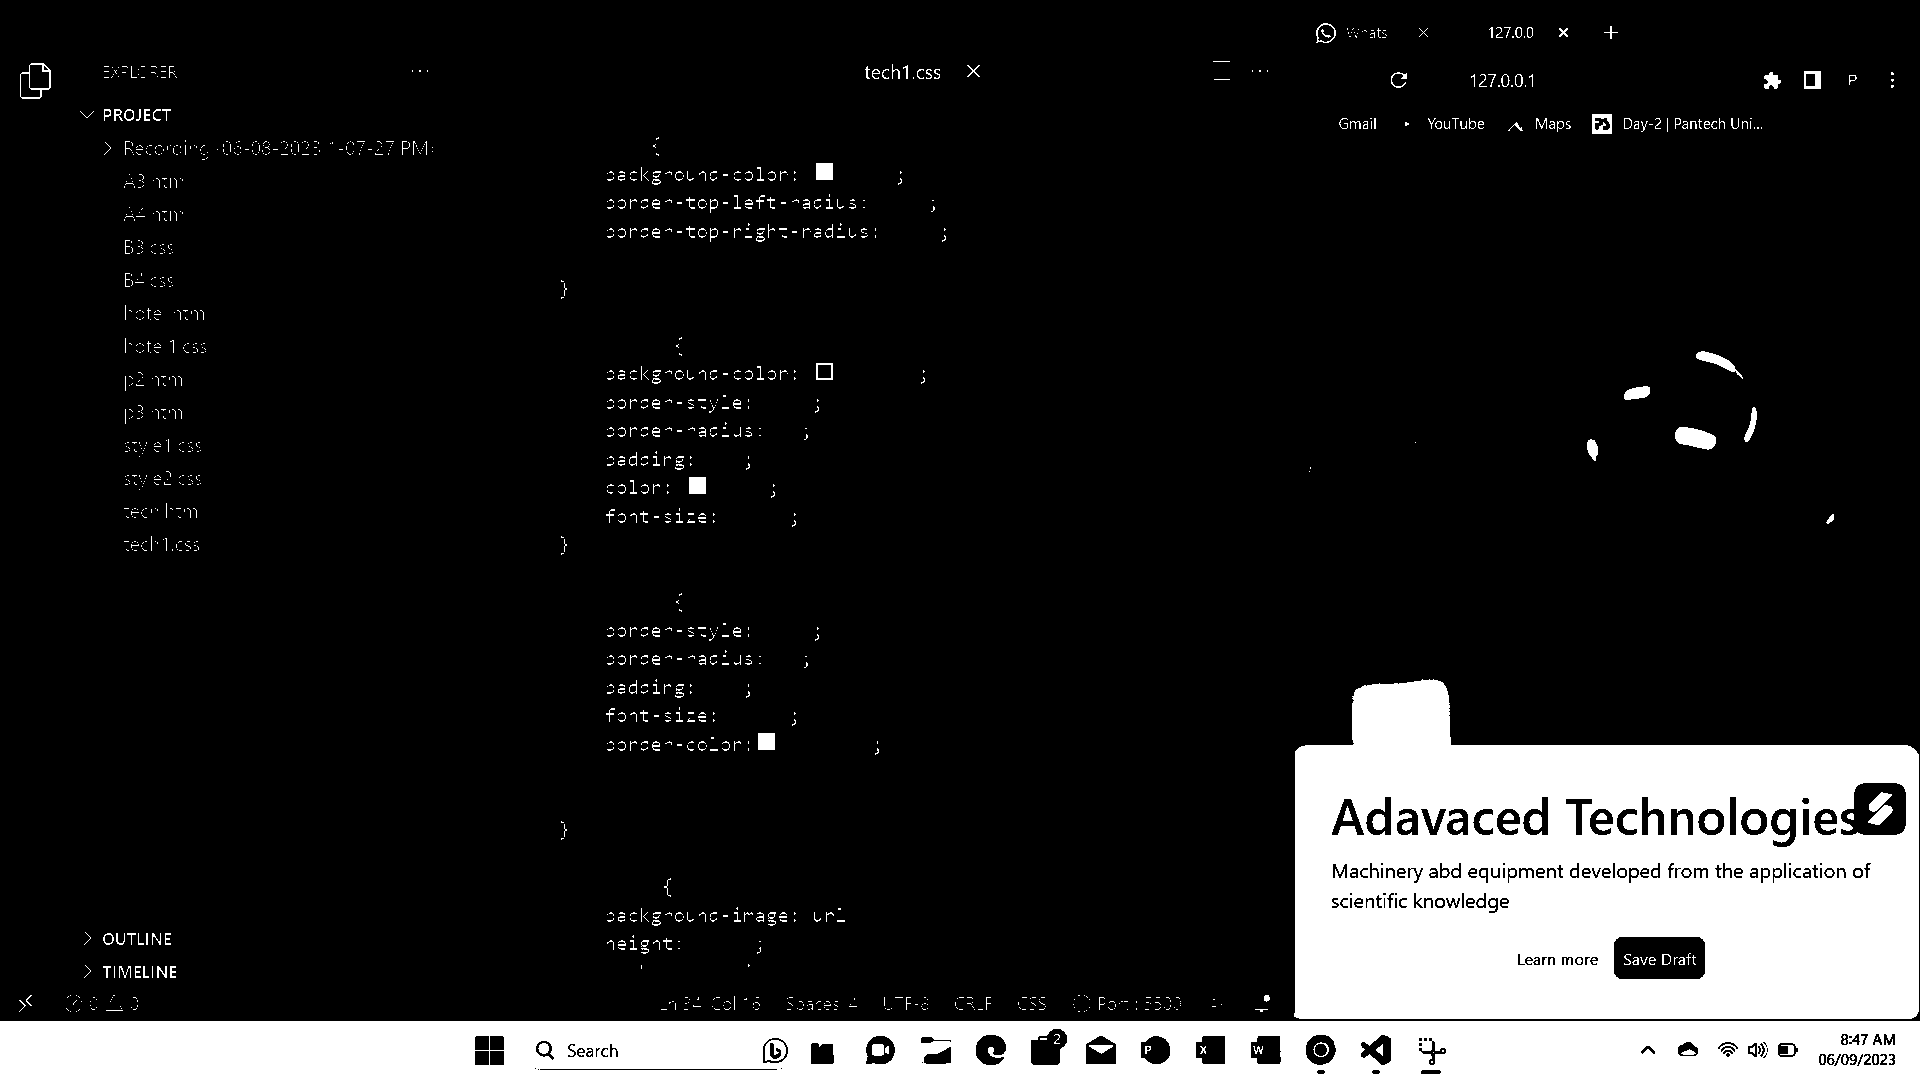 Whats
127.0.0
EXPLORER
tech1.css
127.0.0.1
P
PROJECT
Gmail
YouTube
Maps
Day-2 | Pantech Uni...
Recording (06-08-2023 1-07-27 PM)
{
A3.htm
background-color: ;
border-top-left-radius: ;
A4.htm
border-top-right-radius: ;
B3.css
B4.css
}
hotel.htm
hotel1.css
{
p2.htm
background-color: ;
border-style: ;
p3.htm
border-radius: ;
style1.css
padding: ;
style2.css
color: ;
tech.htm
font-size: ;
tech1.css
}
{
border-style: ;
border-radius: ;
padding: ;
font-size: ;
border-color: ;
}
{
background-image: url
height: ;
OUTLINE
TIMELINE
Adavaced Technologies
Machinery abd equipment developed from the application of
scientific knowledge
Learn more
Save Draft
0 0
Spaces: 4
UTF-8
CRLF
CSS
Port : 5500
Search
2
8:47 AM
06/09/2023